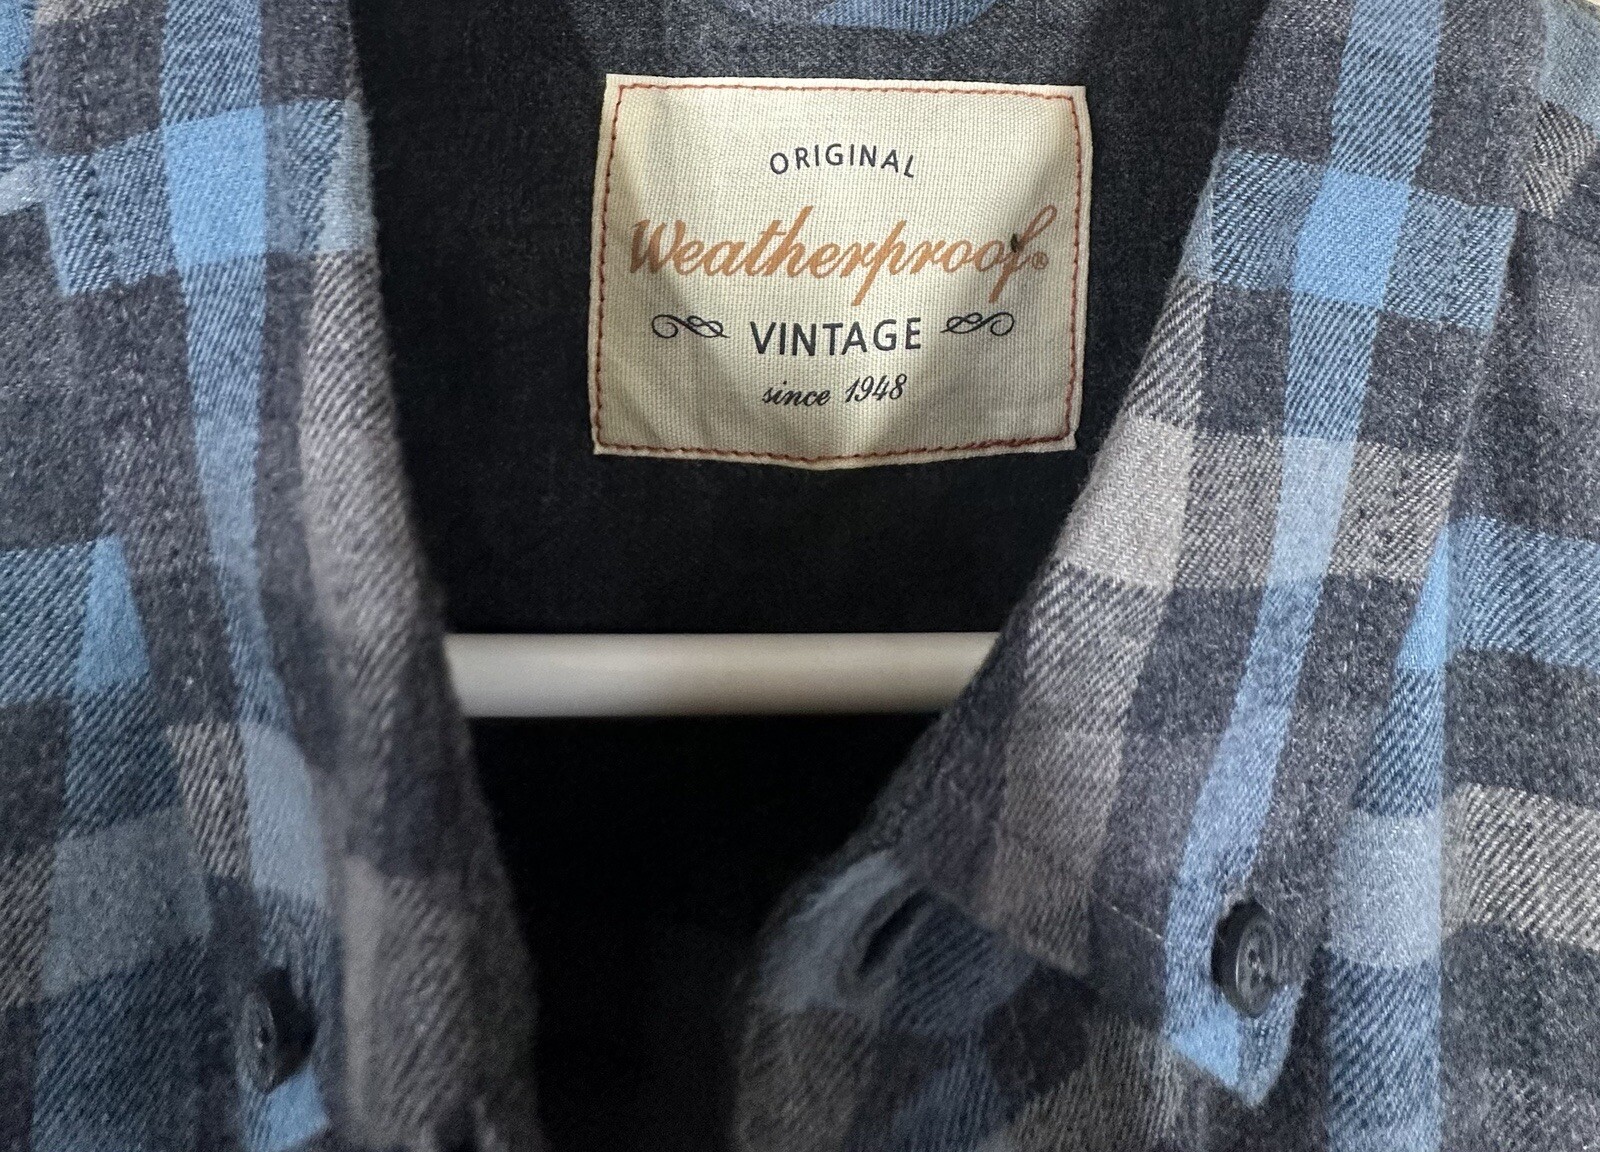 ORIGINAL
Weatherproof®
VINTAGE
since 1948